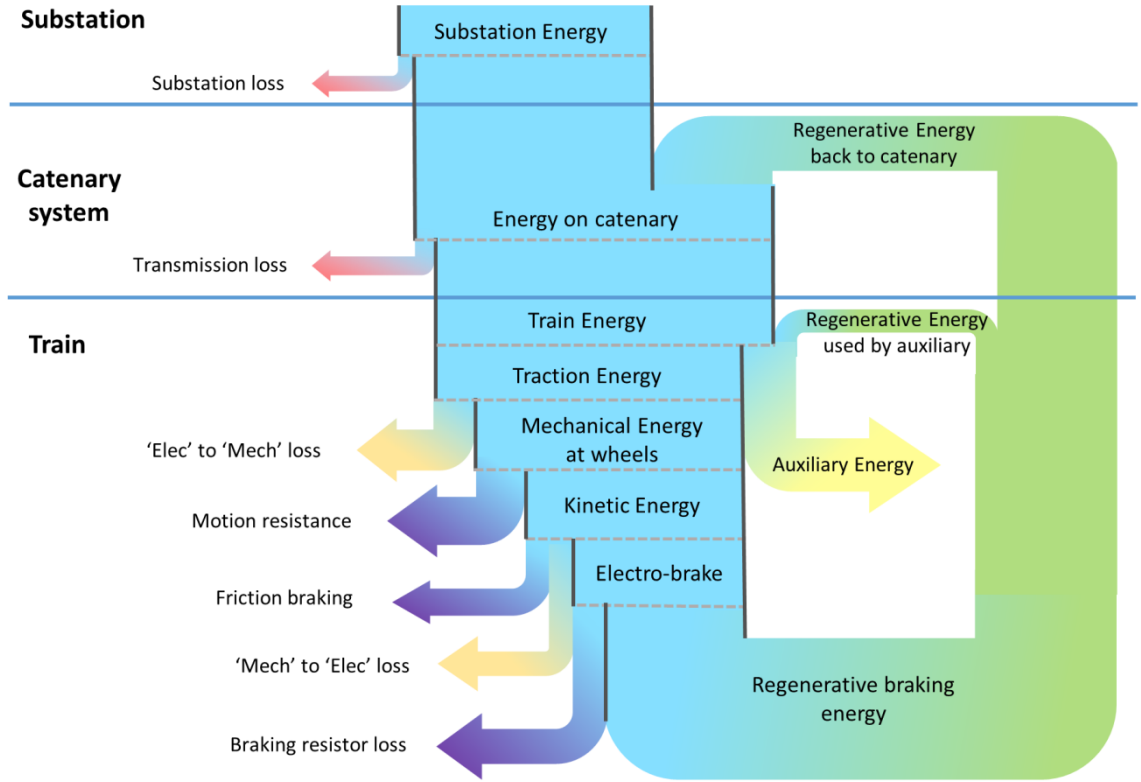 Substation
Substation Energy
Substation loss
Regenerative Energy
back to catenary
Catenary
system
Energy on catenary
Transmission loss
Train Energy
Regenerative Energy
used by auxiliary
Train
Traction Energy
Mechanical Energy
at wheels
‘Elec’ to ‘Mech’ loss
Auxiliary Energy
Kinetic Energy
Motion resistance
Electro-brake
Friction braking
‘Mech’ to ‘Elec’ loss
Regenerative braking
energy
Braking resistor loss